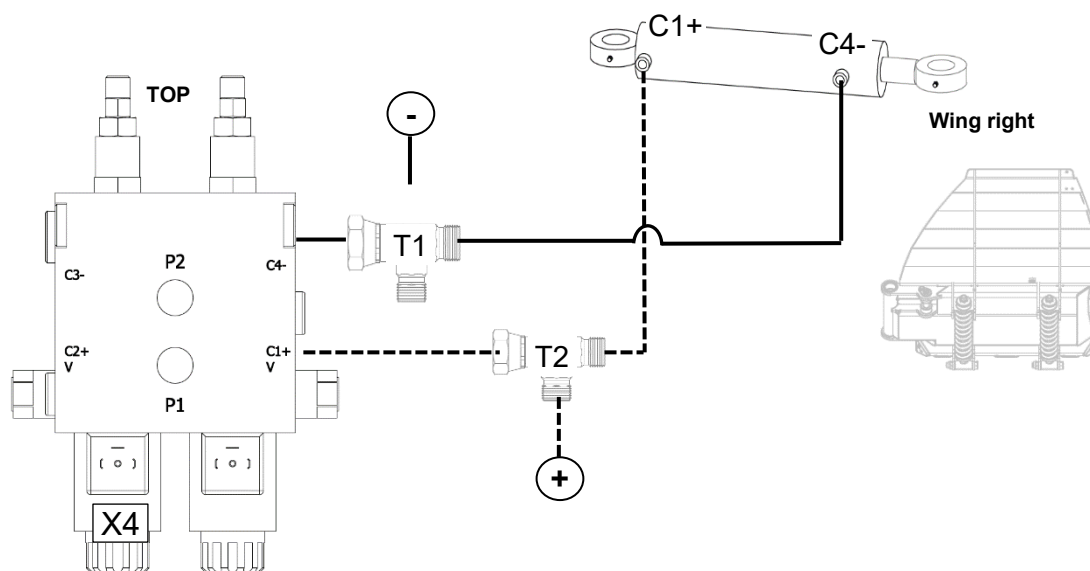 C1+
C4-
TOP
-
Wing right
T1
P2
C3-
C4-
C2+
V
C1+
V
T2
P1
+
X4